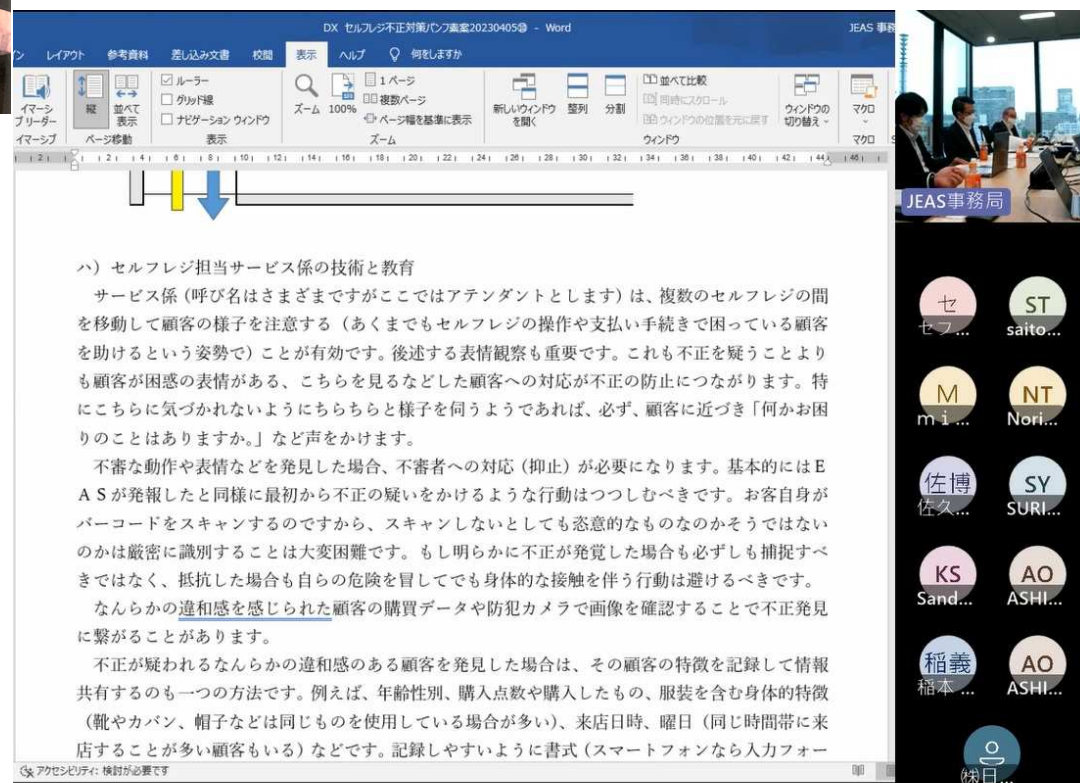 DX セルフレジ不正対策パンフ素案20230405⑩ - Word
JEAS 事務
ン レイアウト 参考資料 差し込み文書 校閲 表示 ヘルプ 何をしますか
イマーシブ リーダー
縦
並べて表示
ルーラー
グリッド線
ナビゲーション ウィンドウ
ズーム
100%
1 ページ
複数ページ
ページ幅を基準に表示
新しいウィンドウを開く
整列
分割
並べて比較
同時にスクロール
ウィンドウの位置を元に戻す
ウィンドウの切り替え
マクロ
イマーシブ ページ移動 表示 ズーム ウィンドウ マクロ
ハ）セルフレジ担当サービス係の技術と教育
サービス係（呼び名はさまざまですがここではアテンダントとします）は、複数のセルフレジの間
を移動して顧客の様子を注意する（あくまでもセルフレジの操作や支払い手続きで困っている顧客
を助けるという姿勢で）ことが有効です。後述する表情観察も重要です。これも不正を疑うことより
も顧客が困惑の表情がある、こちらを見るなどした顧客への対応が不正の防止につながります。特
にこちらに気づかれないようにちらちらと様子を伺うようであれば、必ず、顧客に近づき「何かお困
りのことはありますか。」など声をかけます。
不審な動作や表情などを発見した場合、不審者への対応（抑止）が必要になります。基本的にはＥ
ＡＳが発報したと同様に最初から不正の疑いをかけるような行動はつつしむべきです。お客自身が
バーコードをスキャンするのですから、スキャンしないとしても恣意的なものなのかそうではない
のかは厳密に識別することは大変困難です。もし明らかに不正が発覚した場合も必ずしも捕捉すべ
きではなく、抵抗した場合も自らの危険を冒してでも身体的な接触を伴う行動は避けるべきです。
なんらかの違和感を感じられた顧客の購買データや防犯カメラで画像を確認することで不正発見
に繋がることがあります。
不正が疑われるなんらかの違和感のある顧客を発見した場合は、その顧客の特徴を記録して情報
共有するのも一つの方法です。例えば、年齢性別、購入点数や購入したもの、服装を含む身体的特徴
（靴やカバン、帽子などは同じものを使用している場合が多い）、来店日時、曜日（同じ時間帯に来
店することが多い顧客もいる）などです。記録しやすいように書式（スマートフォンなら入力フォー
アクセシビリティ: 検討が必要です
JEAS事務局
セ
セフ...
ST
saito...
M
ｍｉ...
NT
Nori...
佐博
佐久...
SY
SURI...
KS
Sand...
AO
ASHI...
稲義
稲本 ...
AO
ASHI...
㈱日...